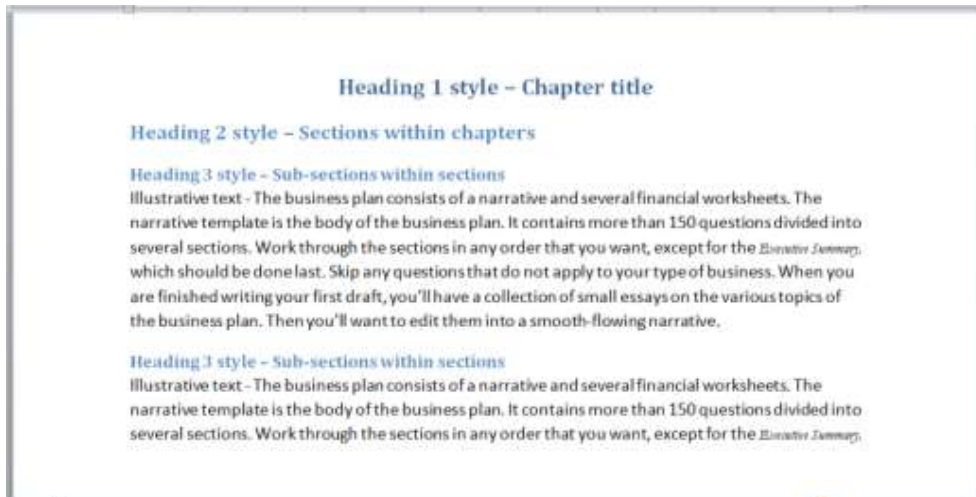 Heading 1 style – Chapter title
Heading 2 style – Sections within chapters
Heading 3 style – Sub-sections within sections
Illustrative text - The business plan consists of a narrative and several financial worksheets. The
narrative template is the body of the business plan. It contains more than 150 questions divided into
several sections. Work through the sections in any order that you want, except for the Executive Summary,
which should be done last. Skip any questions that do not apply to your type of business. When you
are finished writing your first draft, you'll have a collection of small essays on the various topics of
the business plan. Then you'll want to edit them into a smooth-flowing narrative.
Heading 3 style – Sub-sections within sections
Illustrative text - The business plan consists of a narrative and several financial worksheets. The
narrative template is the body of the business plan. It contains more than 150 questions divided into
several sections. Work through the sections in any order that you want, except for the Executive Summary,